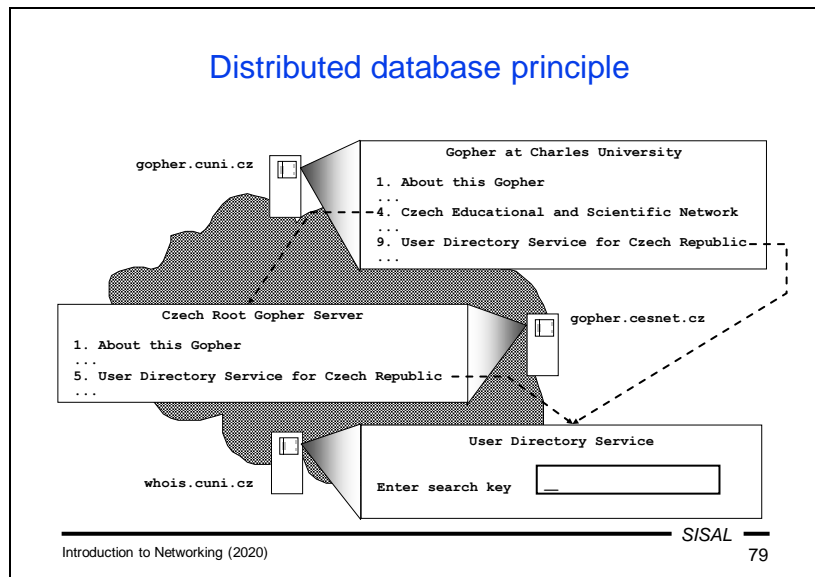 Distributed database principle
gopher.cuni.cz
Gopher at Charles University
1. About this Gopher
...
4. Czech Educational and Scientific Network
...
9. User Directory Service for Czech Republic
...
Czech Root Gopher Server
1. About this Gopher
...
5. User Directory Service for Czech Republic
...
gopher.cesnet.cz
whois.cuni.cz
User Directory Service
Enter search key __
SISAL
Introduction to Networking (2020)
79